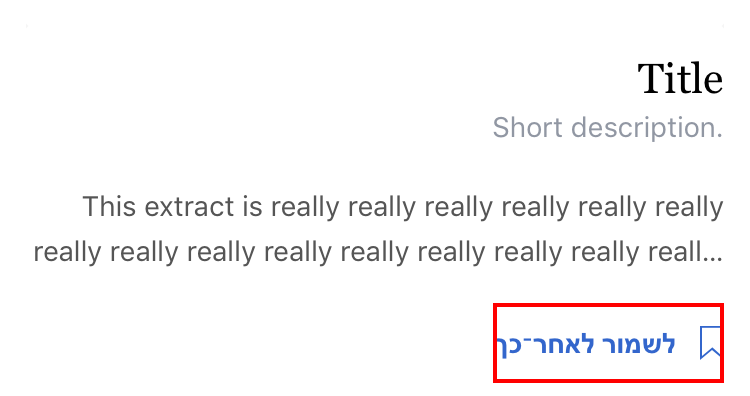 Title
Short description.
This extract is really really really really really really
really really really really really really really really reall...
לשמור לאחר־כך